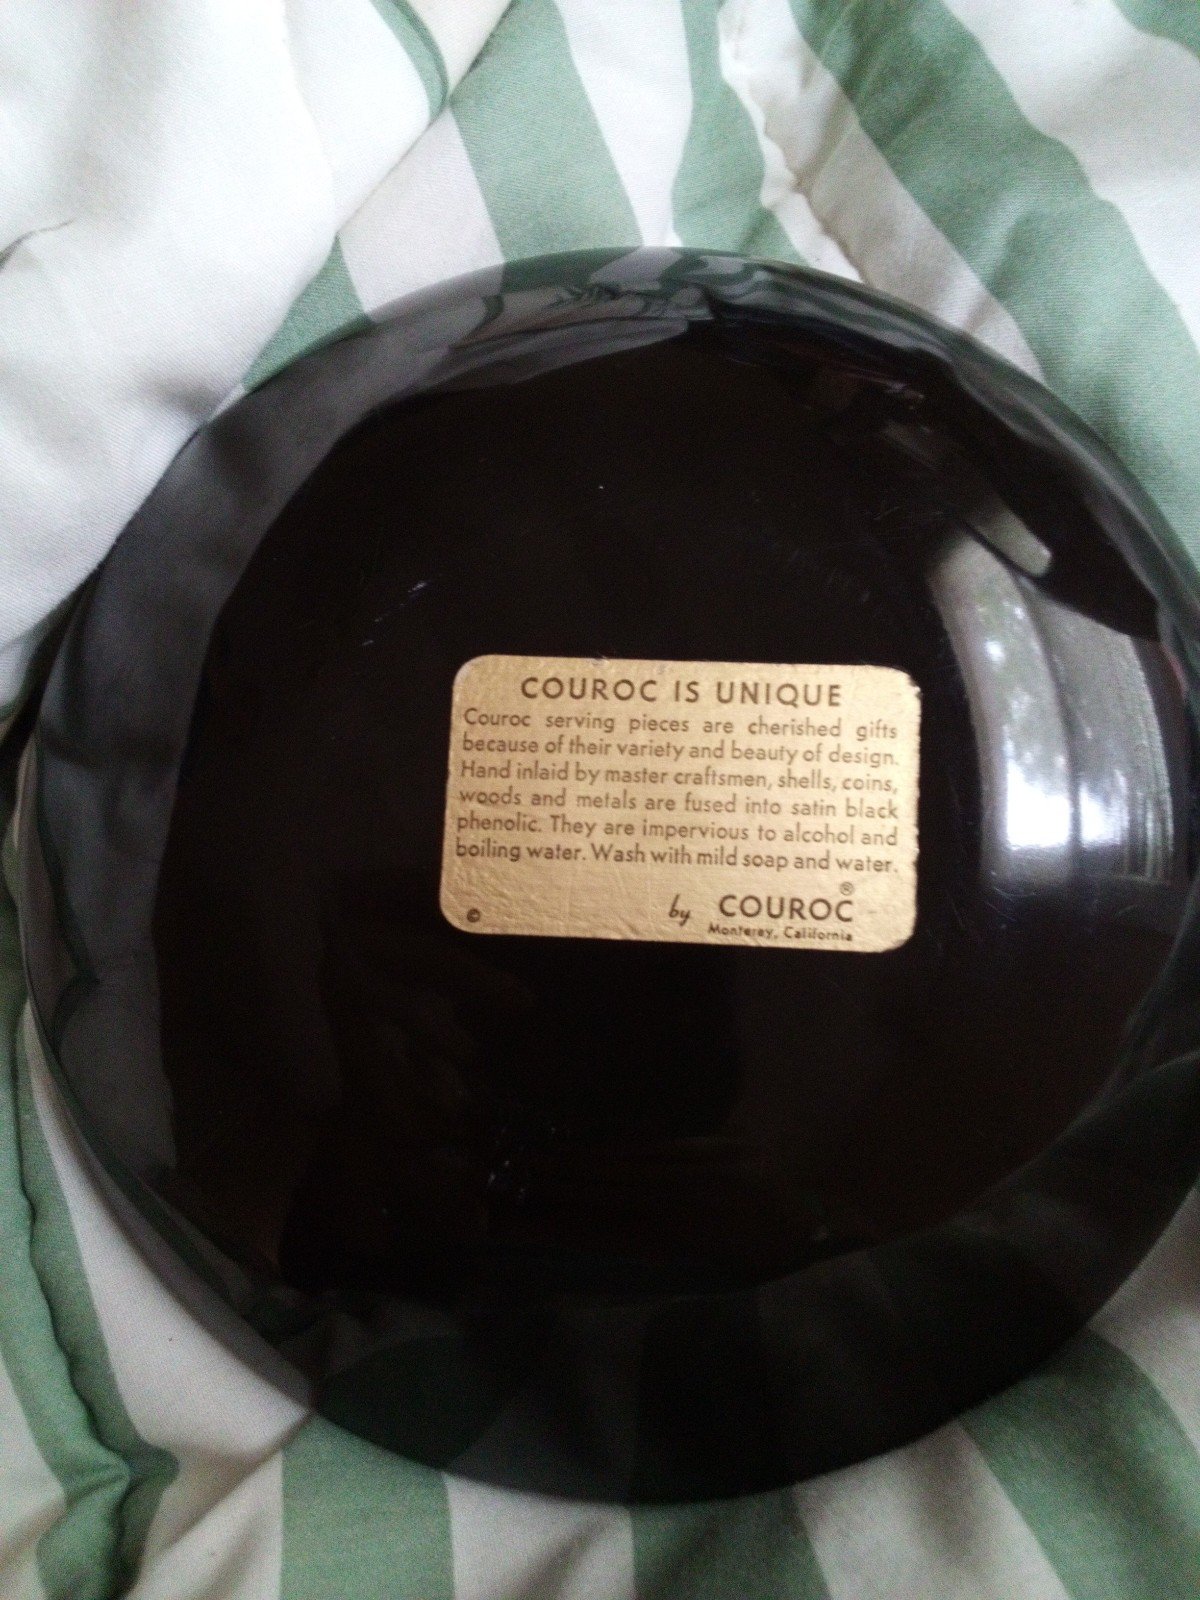 COUROC IS UNIQUE
Couroc serving pieces are cherished gifts
because of their variety and beauty of design.
Hand inlaid by master craftsmen, shells, coins,
woods and metals are fused into satin black
phenolic. They are impervious to alcohol and
boiling water. Wash with mild soap and water.
®
© by COUROC
Monterey, California